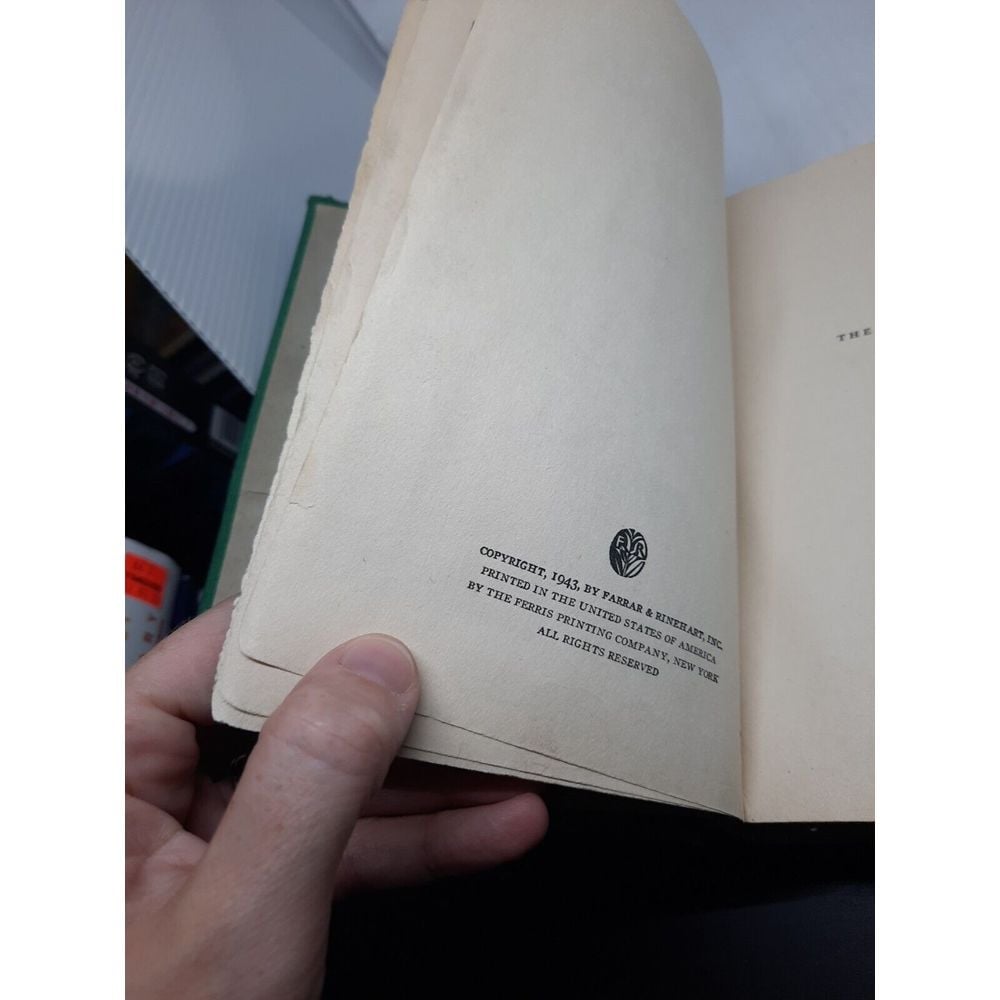 F R
COPYRIGHT, 1943, BY FARRAR & RINEHART, INC.
PRINTED IN THE UNITED STATES OF AMERICA
BY THE FERRIS PRINTING COMPANY, NEW YORK
ALL RIGHTS RESERVED
THE